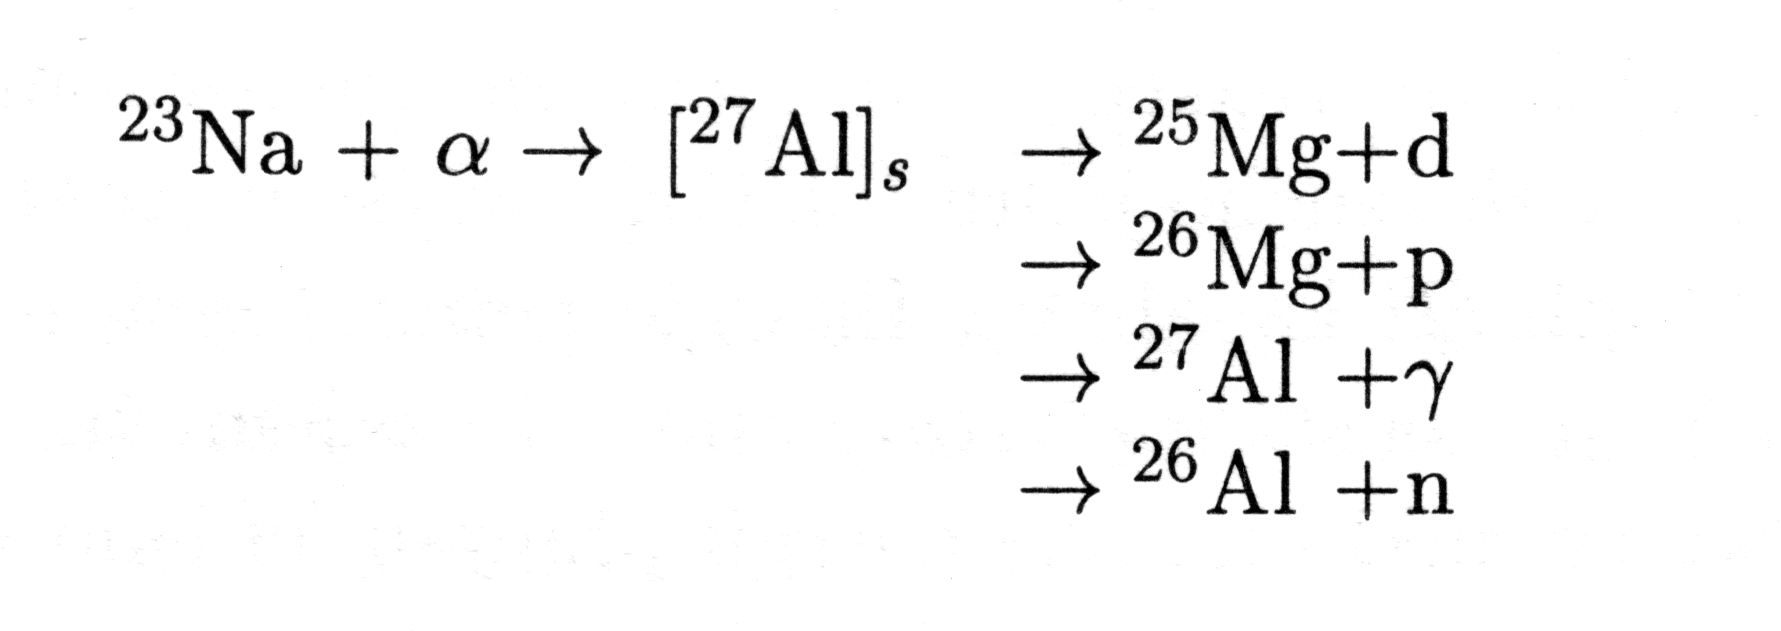 ²³Na + α → [²⁷Al]ₛ → ²⁵Mg+d
→ ²⁶Mg+p
→ ²⁷Al +γ
→ ²⁶Al +n